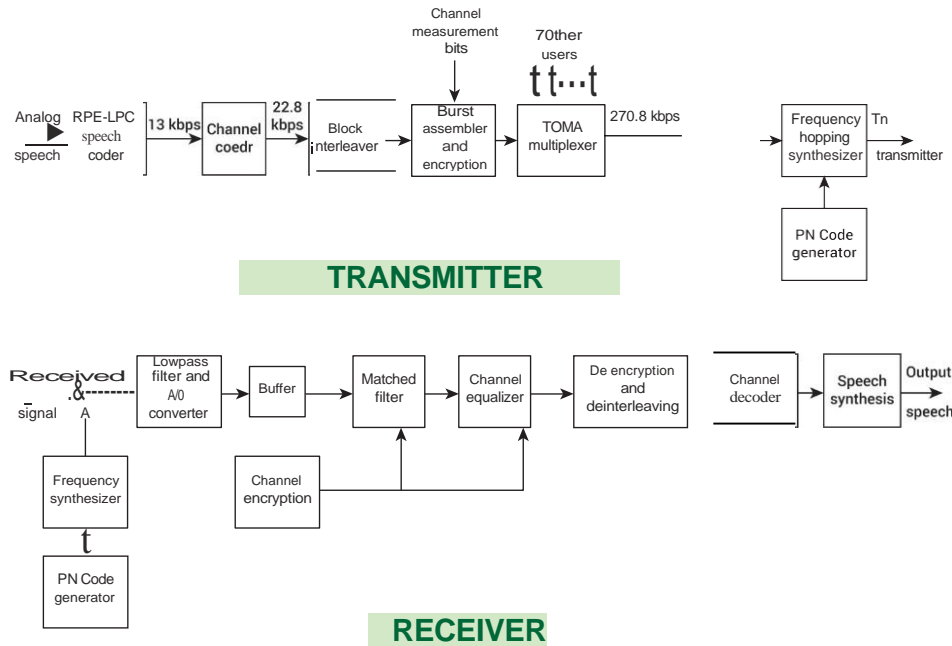 Channel
measurement
bits
70ther
users
t t...t
Analog
speech
RPE-LPC
speech
coder
13 kbps
Channel
coedr
22.8
kbps
Block
interleaver
Burst
assembler
and
encryption
TOMA
multiplexer
270.8 kbps
Frequency
hopping
synthesizer
Tn
transmitter
PN Code
generator
TRANSMITTER
Received
.&
signal
A
Lowpass
filter and
A/0
converter
Buffer
Matched
filter
Channel
equalizer
De encryption
and
deinterleaving
Channel
decoder
Speech
synthesis
Output
speech
Frequency
synthesizer
t
PN Code
generator
Channel
encryption
RECEIVER